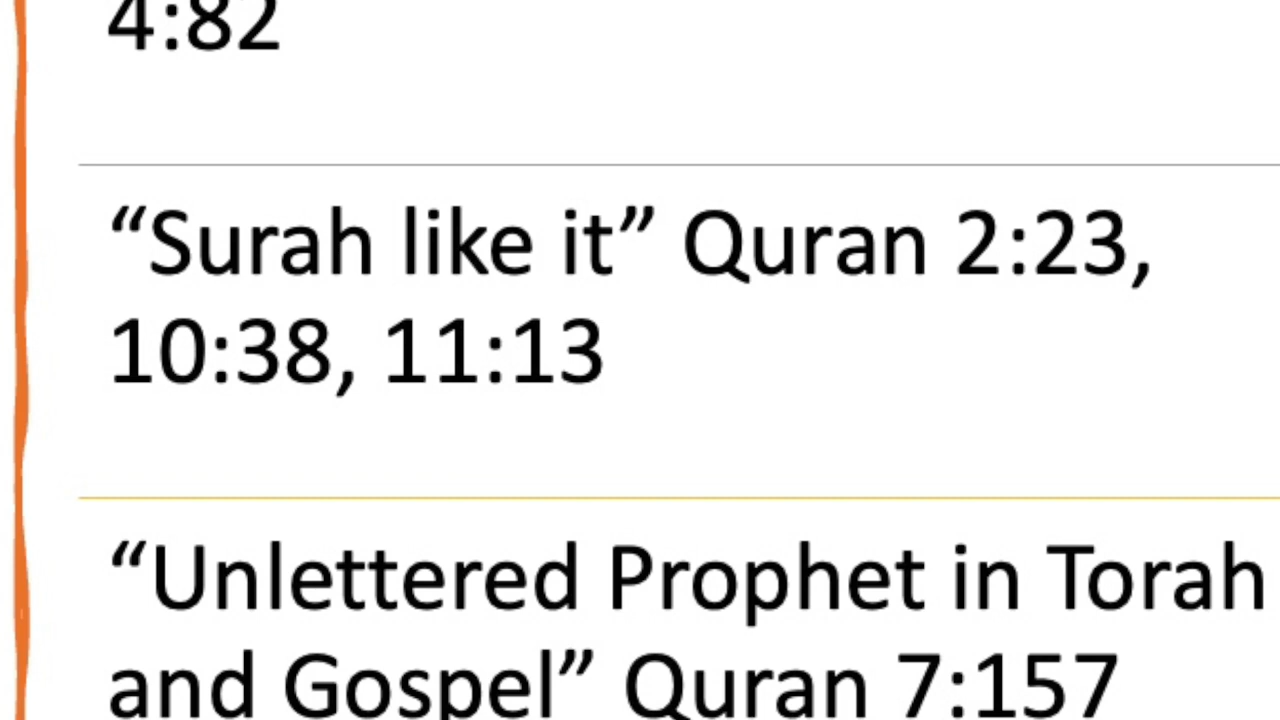 4:82
“Surah like it” Quran 2:23,
10:38, 11:13
“Unlettered Prophet in Torah
and Gospel” Quran 7:157